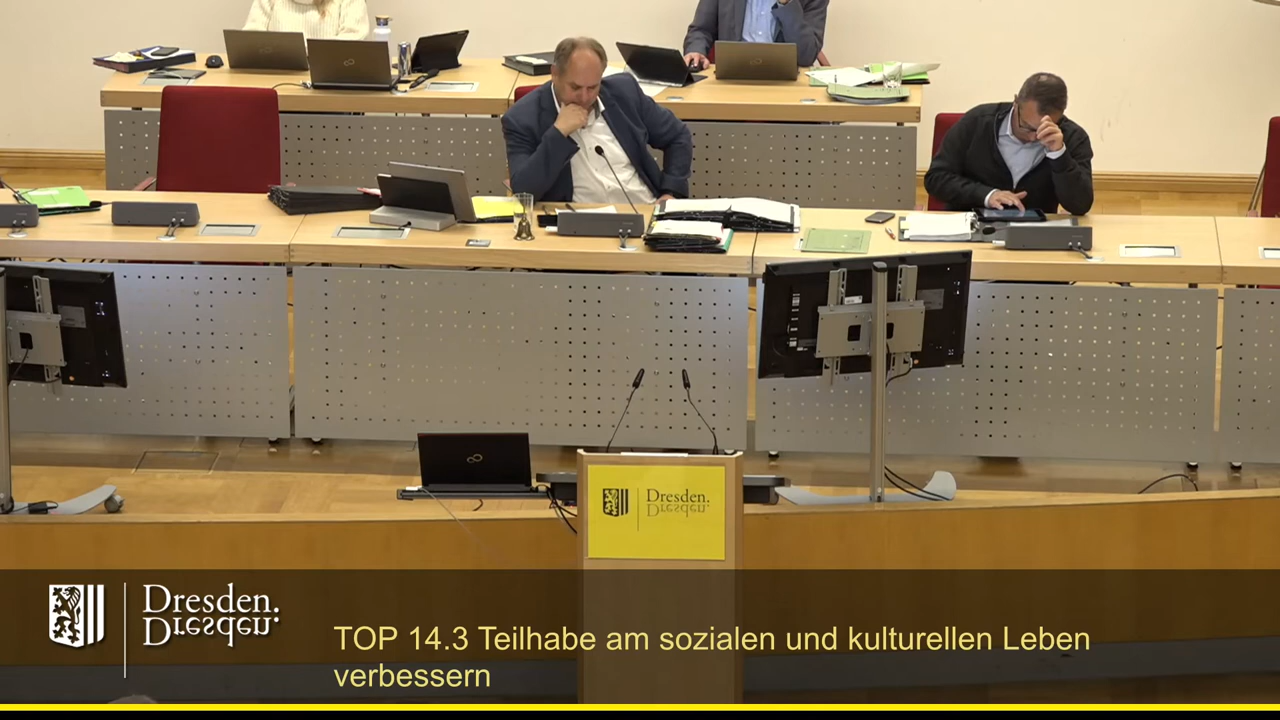 Dresden.
Dresden.
Dresden.
Dresden.
TOP 14.3 Teilhabe am sozialen und kulturellen Leben
verbessern